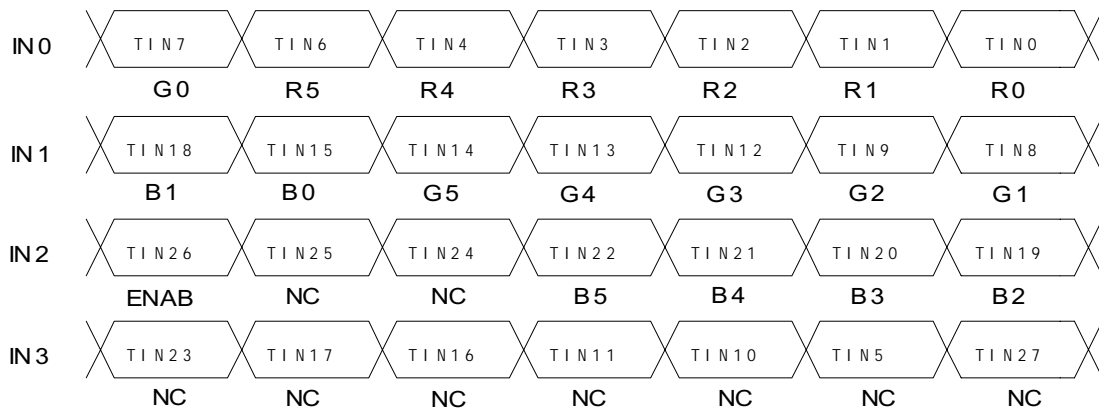 IN0 TIN7 TIN6 TIN4 TIN3 TIN2 TIN1 TIN0
G0 R5 R4 R3 R2 R1 R0
IN1 TIN18 TIN15 TIN14 TIN13 TIN12 TIN9 TIN8
B1 B0 G5 G4 G3 G2 G1
IN2 TIN26 TIN25 TIN24 TIN22 TIN21 TIN20 TIN19
ENAB NC NC B5 B4 B3 B2
IN3 TIN23 TIN17 TIN16 TIN11 TIN10 TIN5 TIN27
NC NC NC NC NC NC NC